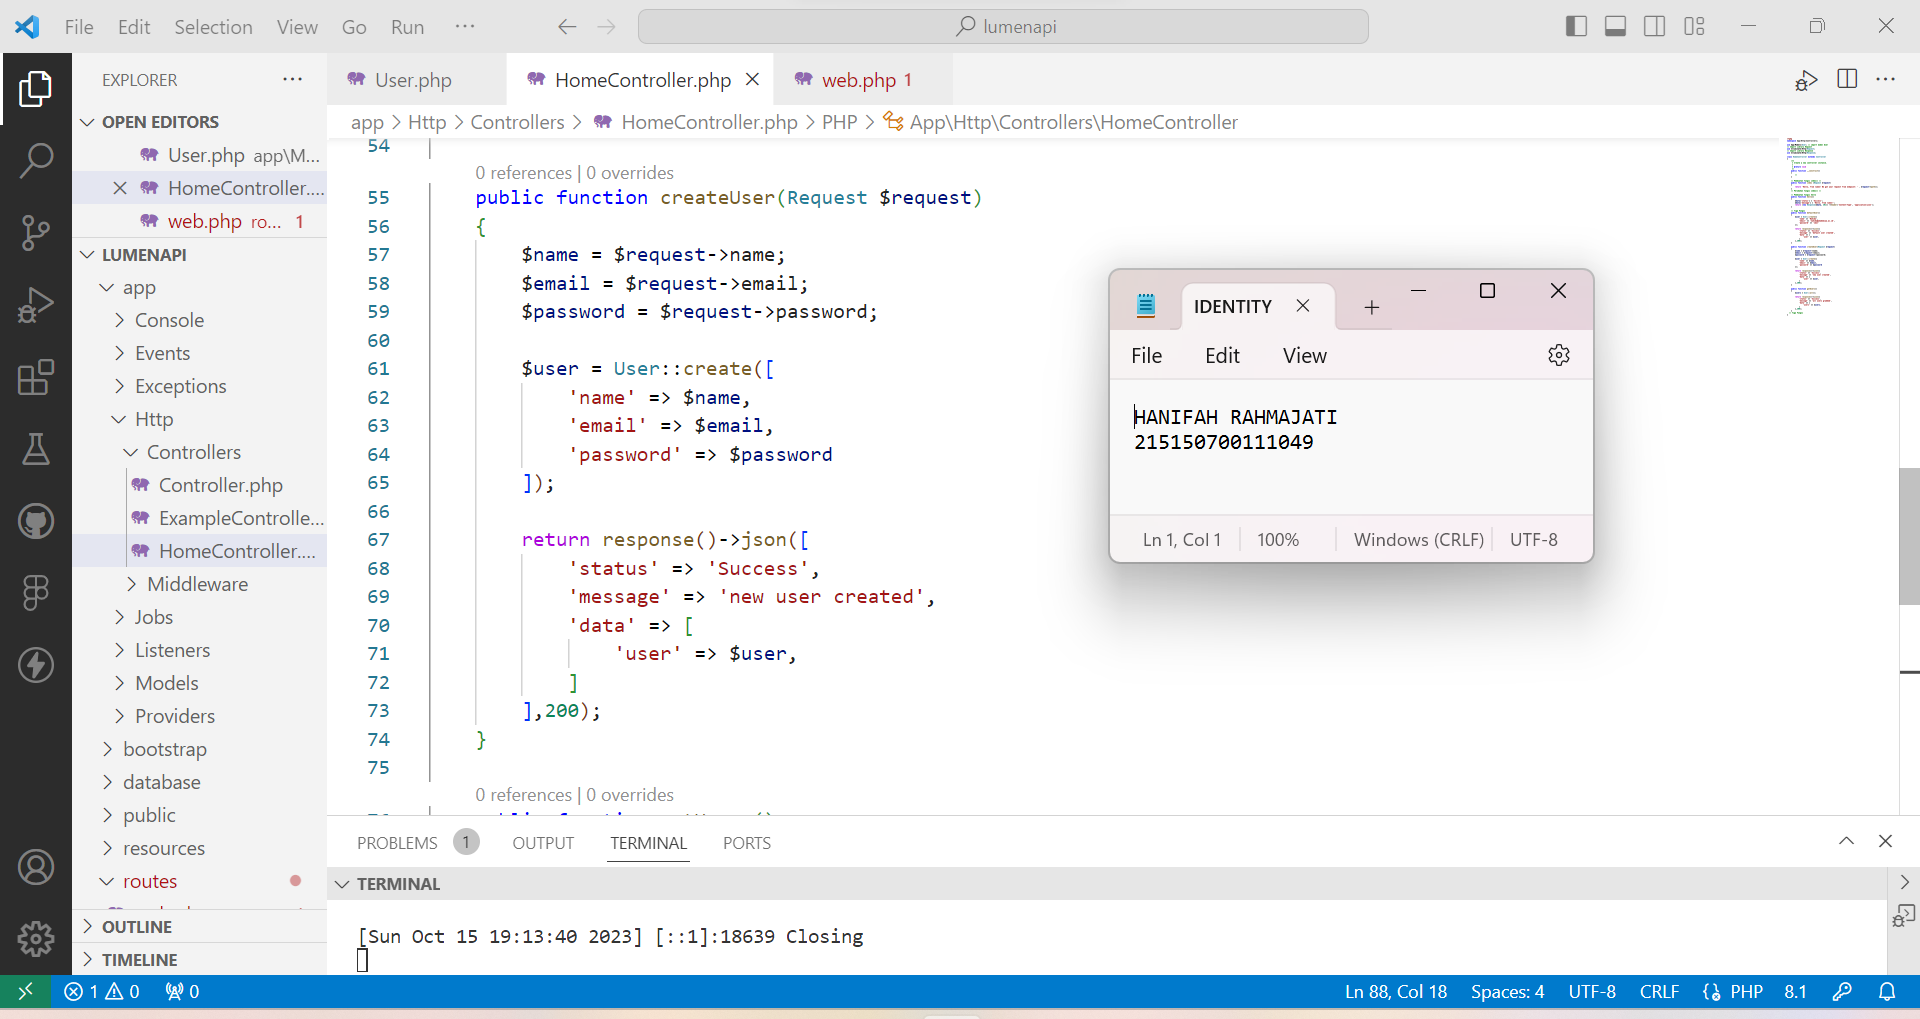 File Edit Selection View Go Run ··· lumenapi
EXPLORER ···
OPEN EDITORS
User.php app\M...
HomeController....
web.php ro... 1
LUMENAPI
app
Console
Events
Exceptions
Http
Controllers
Controller.php
ExampleControlle...
HomeController....
Middleware
Jobs
Listeners
Models
Providers
bootstrap
database
public
resources
routes
OUTLINE
TIMELINE
User.php HomeController.php web.php 1
app > Http > Controllers > HomeController.php > PHP > App\Http\Controllers\HomeController
54
0 references | 0 overrides
55 public function createUser(Request $request)
56 {
57 $name = $request->name;
58 $email = $request->email;
59 $password = $request->password;
60
61 $user = User::create([
62 'name' => $name,
63 'email' => $email,
64 'password' => $password
65 ]);
66
67 return response()->json([
68 'status' => 'Success',
69 'message' => 'new user created',
70 'data' => [
71 'user' => $user,
72 ]
73 ],200);
74 }
75
0 references | 0 overrides
IDENTITY
File Edit View
HANIFAH RAHMAJATI
215150700111049
Ln 1, Col 1 100% Windows (CRLF) UTF-8
PROBLEMS 1 OUTPUT TERMINAL PORTS
TERMINAL
[Sun Oct 15 19:13:40 2023] [::1]:18639 Closing
1 0 0 Ln 88, Col 18 Spaces: 4 UTF-8 CRLF PHP 8.1